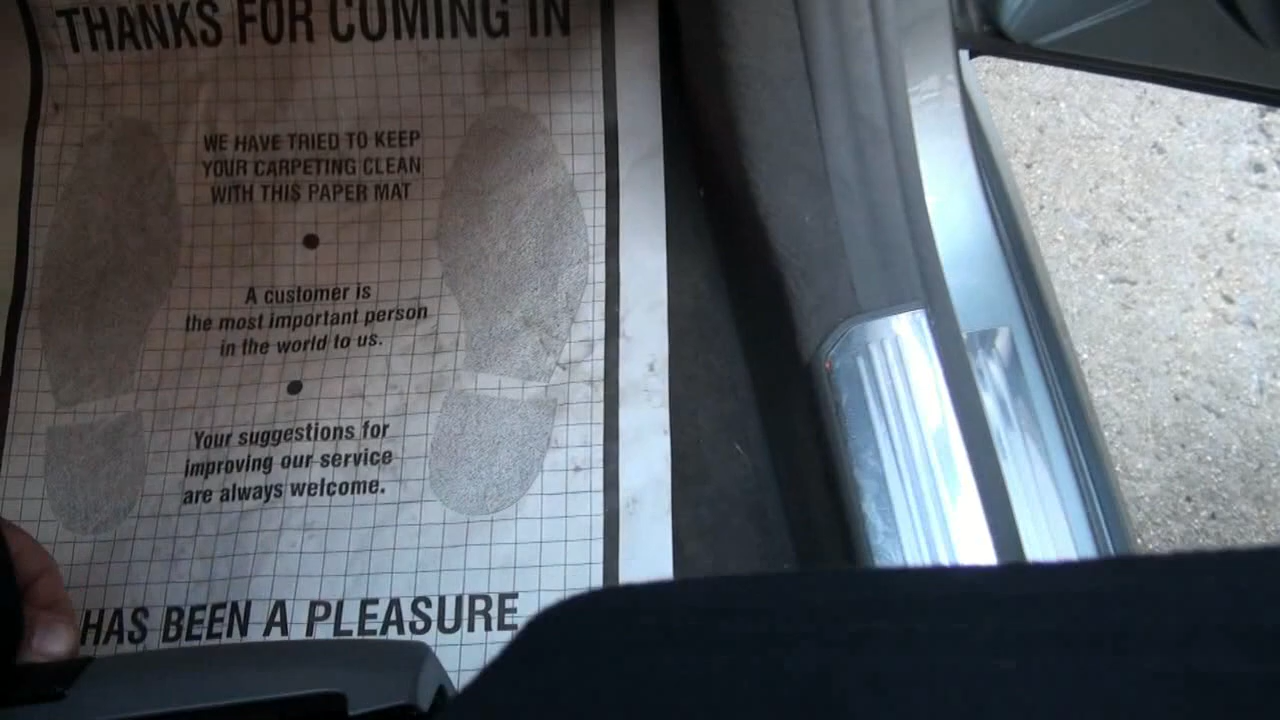 THANKS FOR COMING IN
WE HAVE TRIED TO KEEP
YOUR CARPETING CLEAN
WITH THIS PAPER MAT
A customer is
the most important person
in the world to us.
Your suggestions for
improving our service
are always welcome.
HAS BEEN A PLEASURE